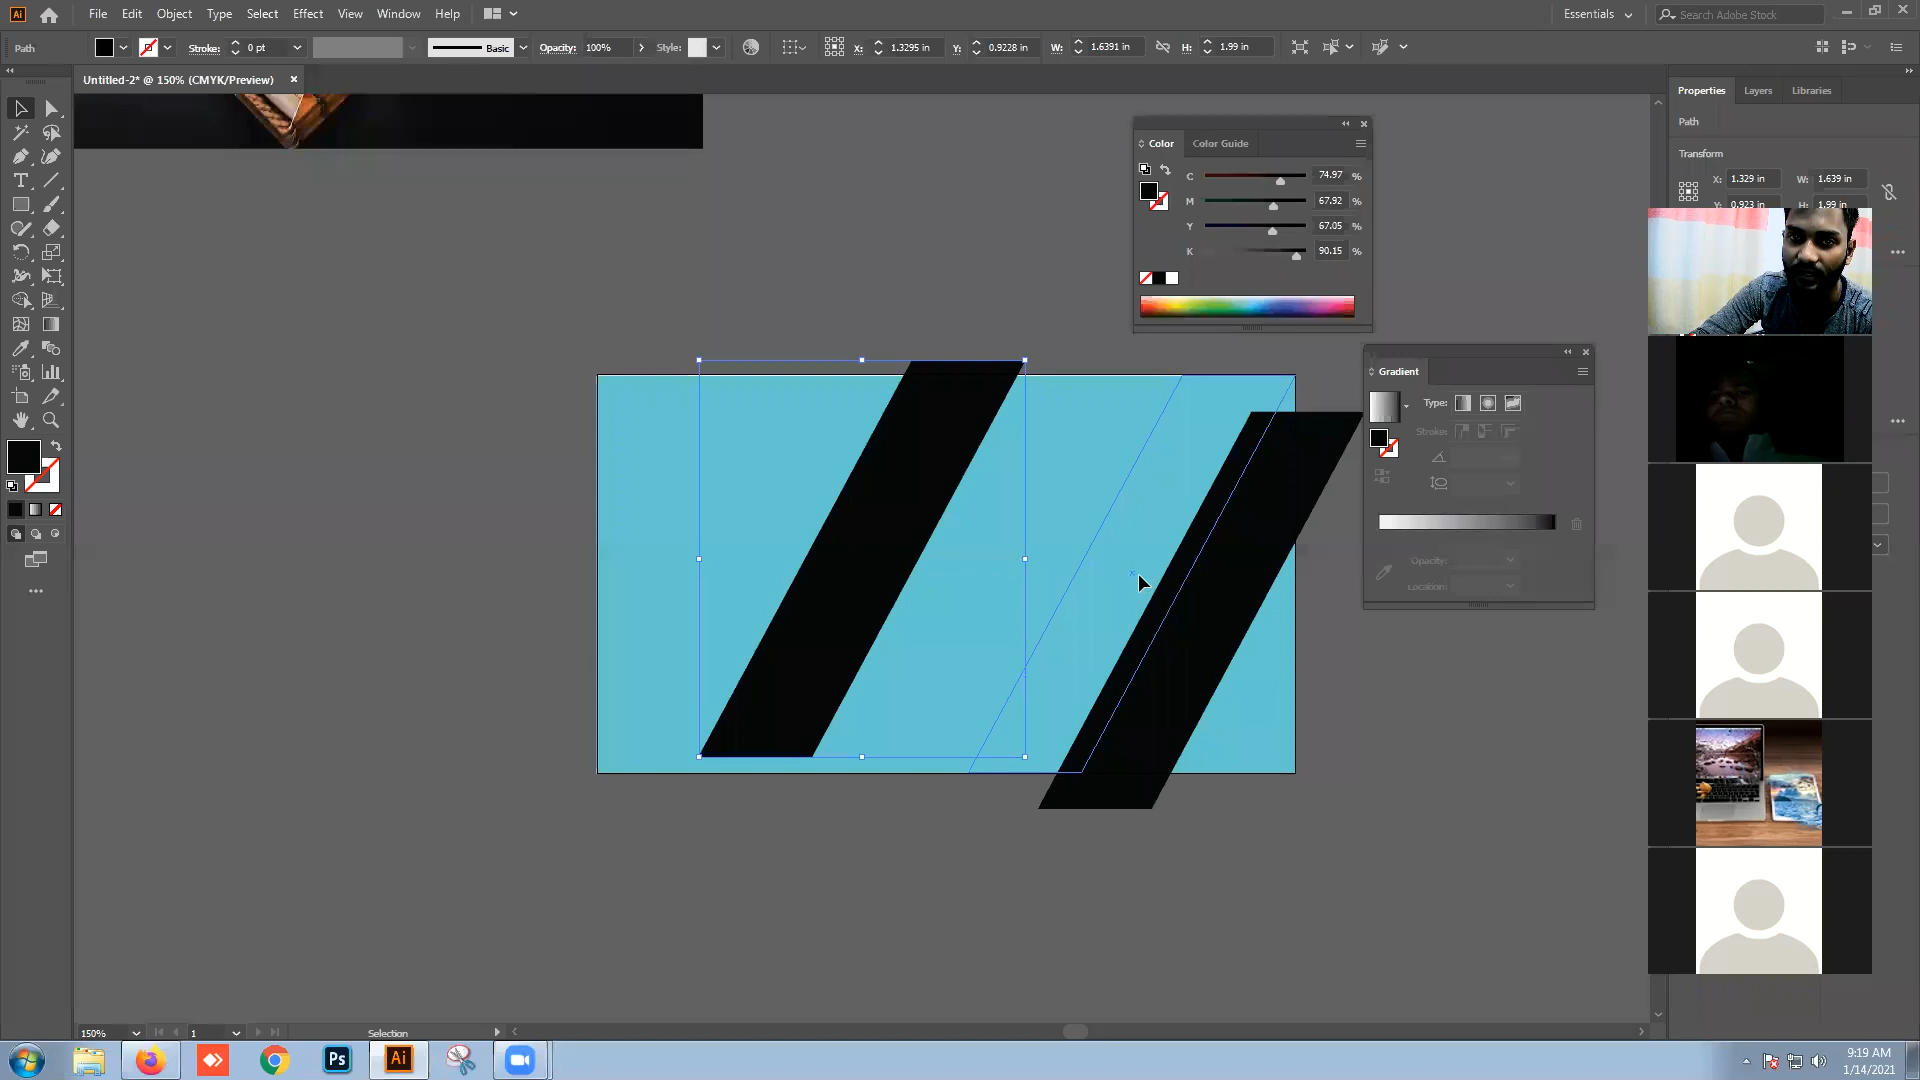 Ai
File Edit Object Type Select Effect View Window Help
Essentials
Search Adobe Stock
Path
Stroke: 0 pt
Basic
Opacity: 100%
Style:
X: 1.3295 in
Y: 0.9228 in
W: 1.6391 in
H: 1.99 in
Untitled-2* @ 150% (CMYK/Preview)
Properties Layers Libraries
Path
Transform
X: 1.329 in W: 1.639 in
Y: 0.923 in H: 1.99 in
Color Color Guide
C 74.97 %
M 67.92 %
Y 67.05 %
K 90.15 %
Gradient
Type:
Stroke:
Opacity:
Location:
150% 1 Selection
Ps Ai
9:19 AM
1/14/2021